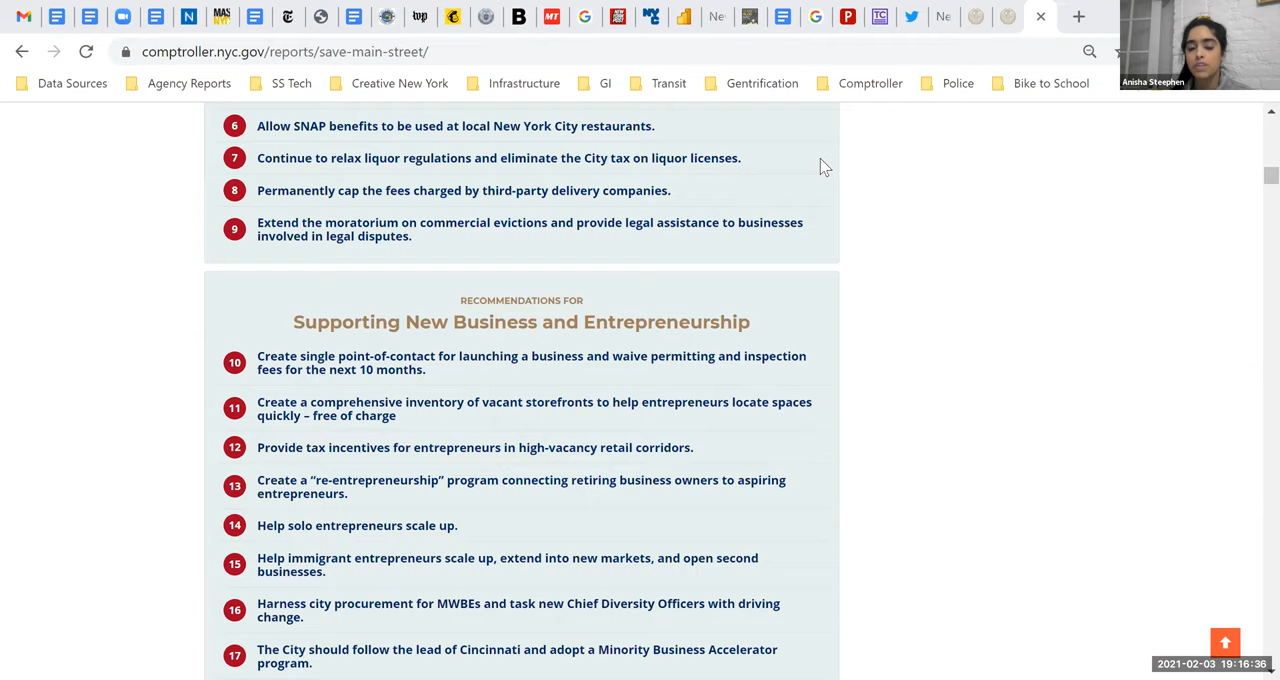 N
MAS
NYC
wp
B
MT
G
NYC
Ne
G
P
TC
Ne
comptroller.nyc.gov/reports/save-main-street/
Data Sources
Agency Reports
SS Tech
Creative New York
Infrastructure
GI
Transit
Gentrification
Comptroller
Police
Bike to School
Anisha Steephen
6 Allow SNAP benefits to be used at local New York City restaurants.
7 Continue to relax liquor regulations and eliminate the City tax on liquor licenses.
8 Permanently cap the fees charged by third-party delivery companies.
9 Extend the moratorium on commercial evictions and provide legal assistance to businesses
involved in legal disputes.
RECOMMENDATIONS FOR
Supporting New Business and Entrepreneurship
10 Create single point-of-contact for launching a business and waive permitting and inspection
fees for the next 10 months.
11 Create a comprehensive inventory of vacant storefronts to help entrepreneurs locate spaces
quickly – free of charge
12 Provide tax incentives for entrepreneurs in high-vacancy retail corridors.
13 Create a “re-entrepreneurship” program connecting retiring business owners to aspiring
entrepreneurs.
14 Help solo entrepreneurs scale up.
15 Help immigrant entrepreneurs scale up, extend into new markets, and open second
businesses.
16 Harness city procurement for MWBEs and task new Chief Diversity Officers with driving
change.
17 The City should follow the lead of Cincinnati and adopt a Minority Business Accelerator
program.
2021-02-03 19:16:36